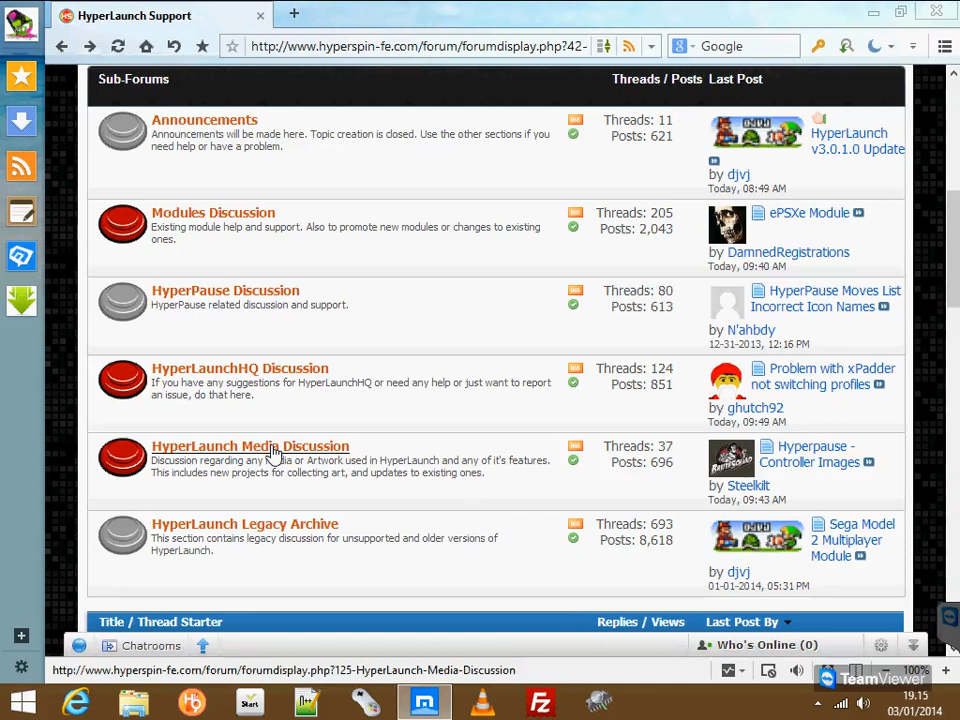 HyperLaunch Support
http://www.hyperspin-fe.com/forum/forumdisplay.php?42-
Google
Sub-Forums
Threads / Posts Last Post
Announcements
Announcements will be made here. Topic creation is closed. Use the other sections if you
need help or have a problem.
Threads: 11
Posts: 621
HyperLaunch
v3.0.1.0 Update
by djvj
Today, 08:49 AM
Modules Discussion
Existing module help and support. Also to promote new modules or changes to existing
ones.
Threads: 205
Posts: 2,043
ePSXe Module
by DamnedRegistrations
Today, 09:40 AM
HyperPause Discussion
HyperPause related discussion and support.
Threads: 80
Posts: 613
HyperPause Moves List
Incorrect Icon Names
by N'ahbdy
12-31-2013, 12:16 PM
HyperLaunchHQ Discussion
If you have any suggestions for HyperLaunchHQ or need any help or just want to report
an issue, do that here.
Threads: 124
Posts: 851
Problem with xPadder
not switching profiles
by ghutch92
Today, 08:49 AM
HyperLaunch Media Discussion
Discussion regarding any or Artwork used in HyperLaunch and any of it's features.
This includes new projects for collecting art, and updates to existing ones.
Threads: 37
Posts: 696
Hyperpause -
Controller Images
by Steelkilt
Today, 09:43 AM
HyperLaunch Legacy Archive
This section contains legacy discussion for unsupported and older versions of
HyperLaunch.
Threads: 693
Posts: 8,618
Sega Model
2 Multiplayer
Module
by djvj
01-01-2014, 05:31 PM
Title / Thread Starter
Replies / Views
Last Post By
Chatrooms
Who's Online (0)
http://www.hyperspin-fe.com/forum/forumdisplay.php?125-HyperLaunch-Media-Discussion
100%
TeamViewer
Start
19.15
03/01/2014